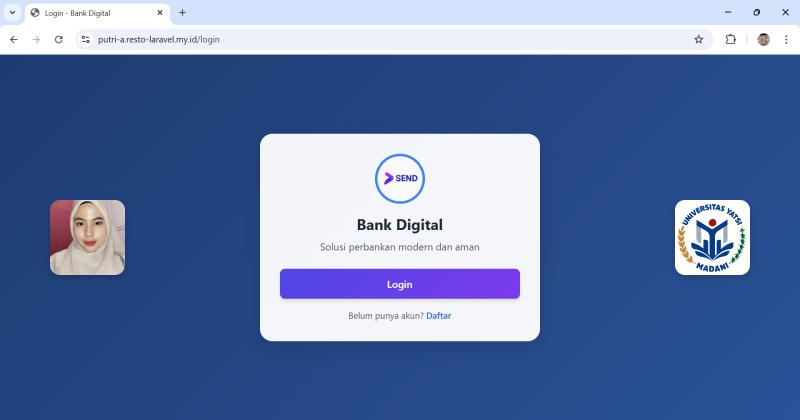 Login - Bank Digital
putri-a.resto-laravel.my.id/login
SEND
Bank Digital
Solusi perbankan modern dan aman
Login
Belum punya akun? Daftar
UNIVERSITAS YATSI
MADANI